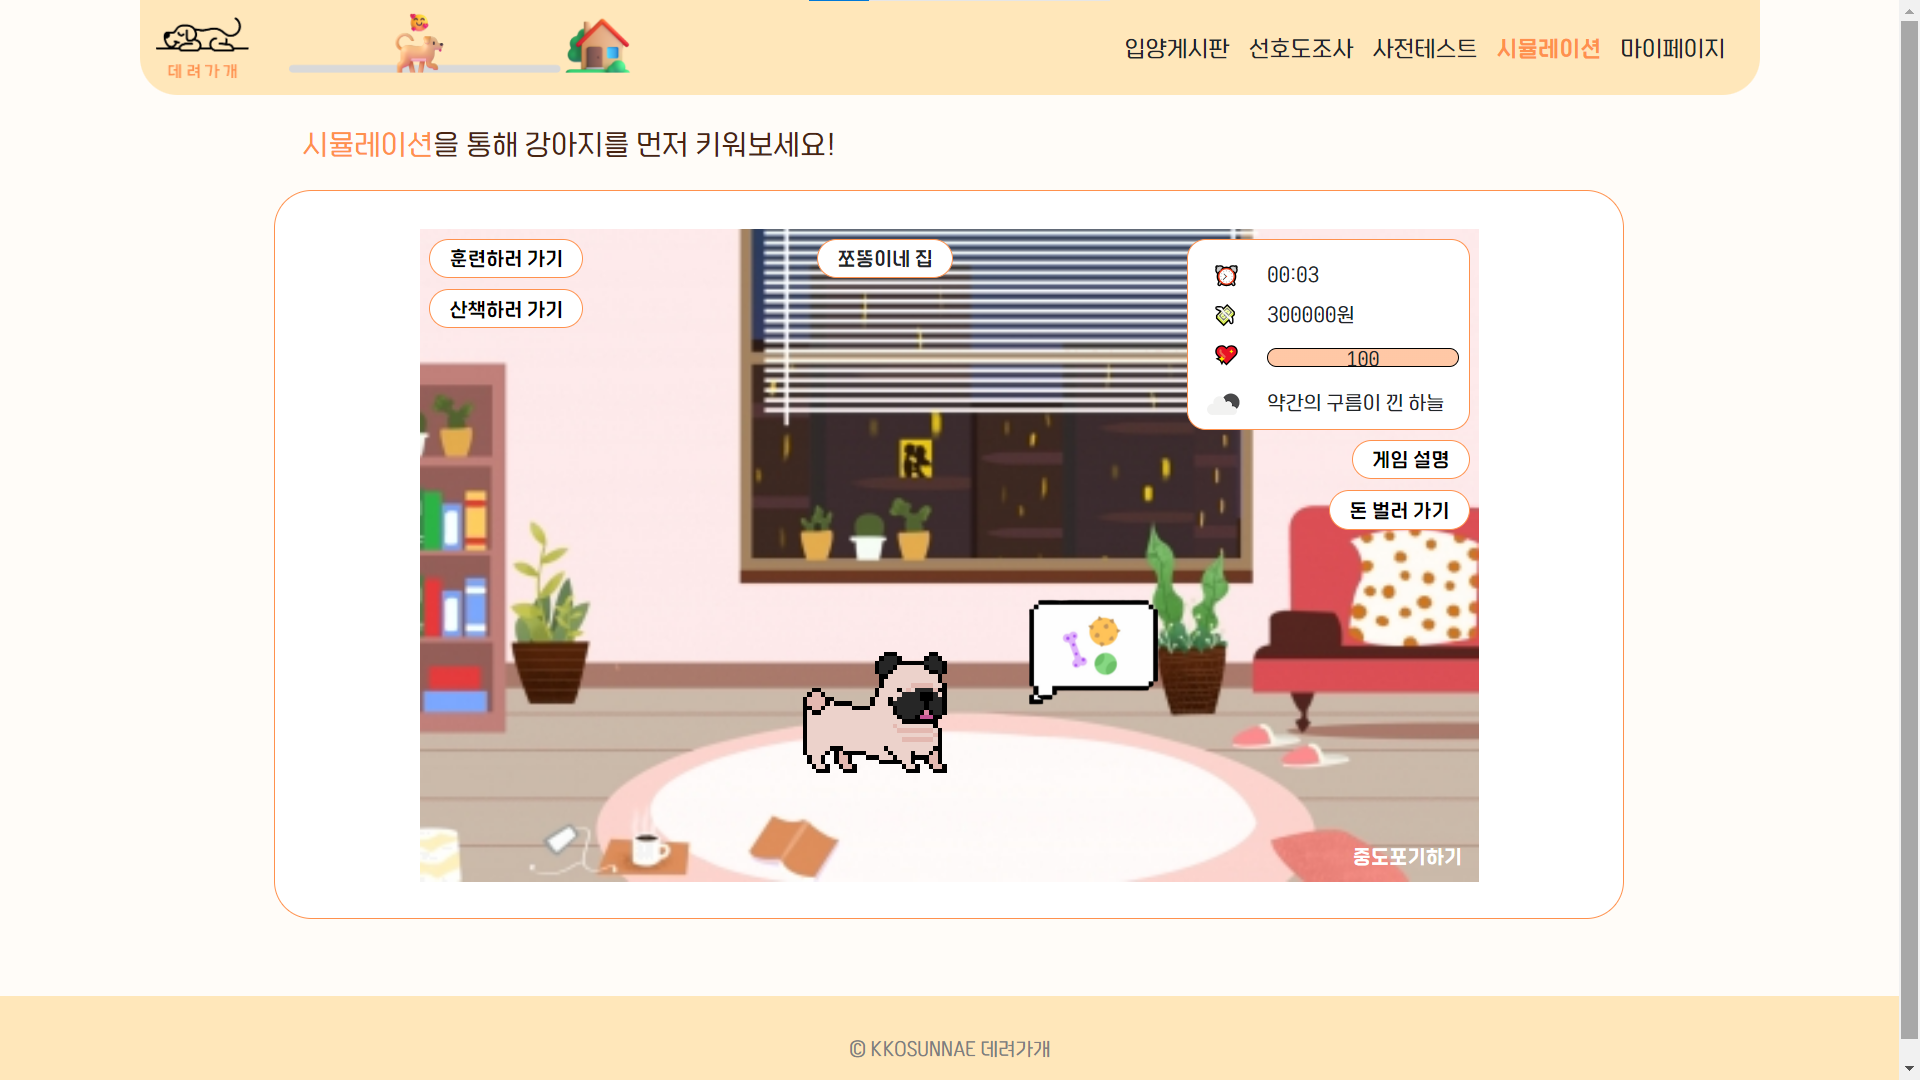 데려가개
입양게시판 선호도조사 사전테스트 시뮬레이션 마이페이지
시뮬레이션을 통해 강아지를 먼저 키워보세요!
훈련하러 가기
산책하러 가기
쪼똥이네 집
00:03
300000원
100
약간의 구름이 낀 하늘
게임 설명
돈 벌러 가기
중도포기하기
© KKOSUNNAE 데려가개